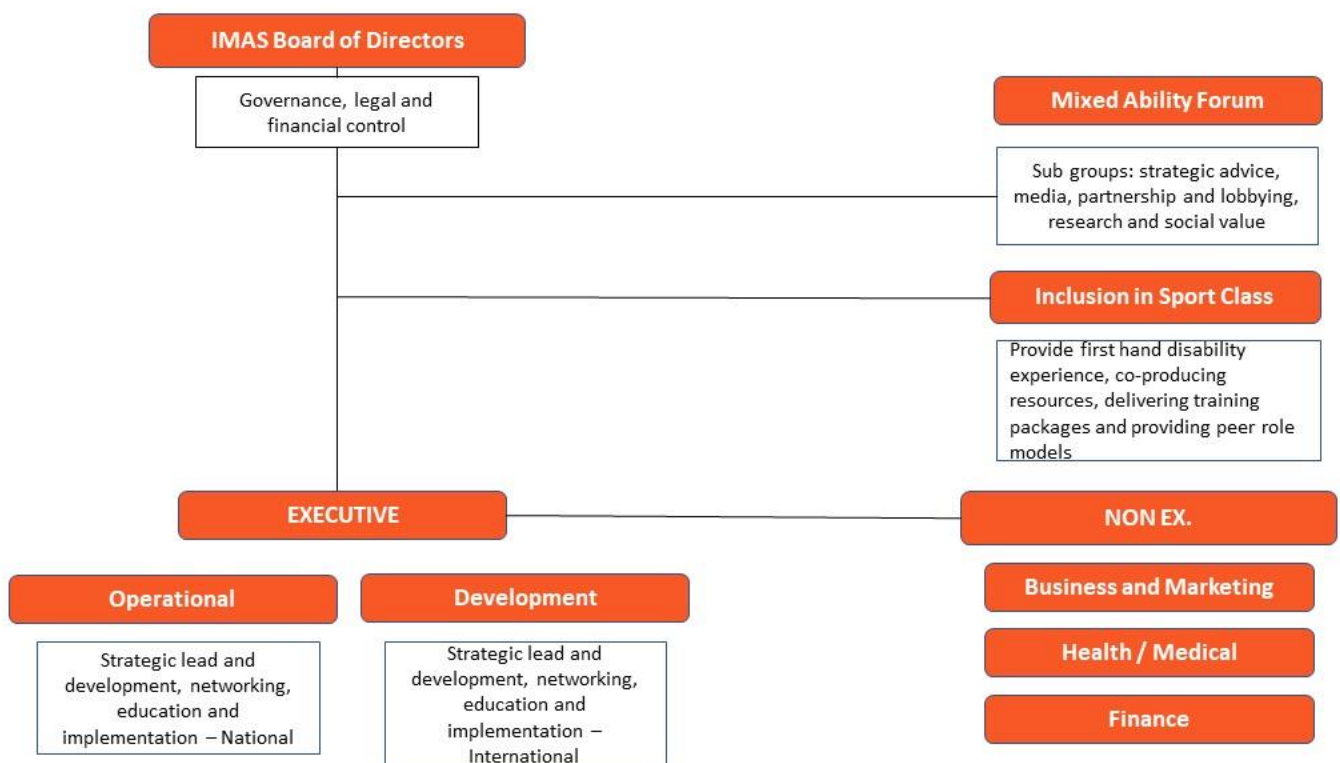 IMAS Board of Directors
Governance, legal and
financial control
Mixed Ability Forum
Sub groups: strategic advice,
media, partnership and lobbying,
research and social value
Inclusion in Sport Class
Provide first hand disability
experience, co-producing
resources, delivering training
packages and providing peer role
models
EXECUTIVE
NON EX.
Operational
Strategic lead and
development, networking,
education and
implementation – National
Development
Strategic lead and
development, networking,
education and
implementation –
International
Business and Marketing
Health / Medical
Finance